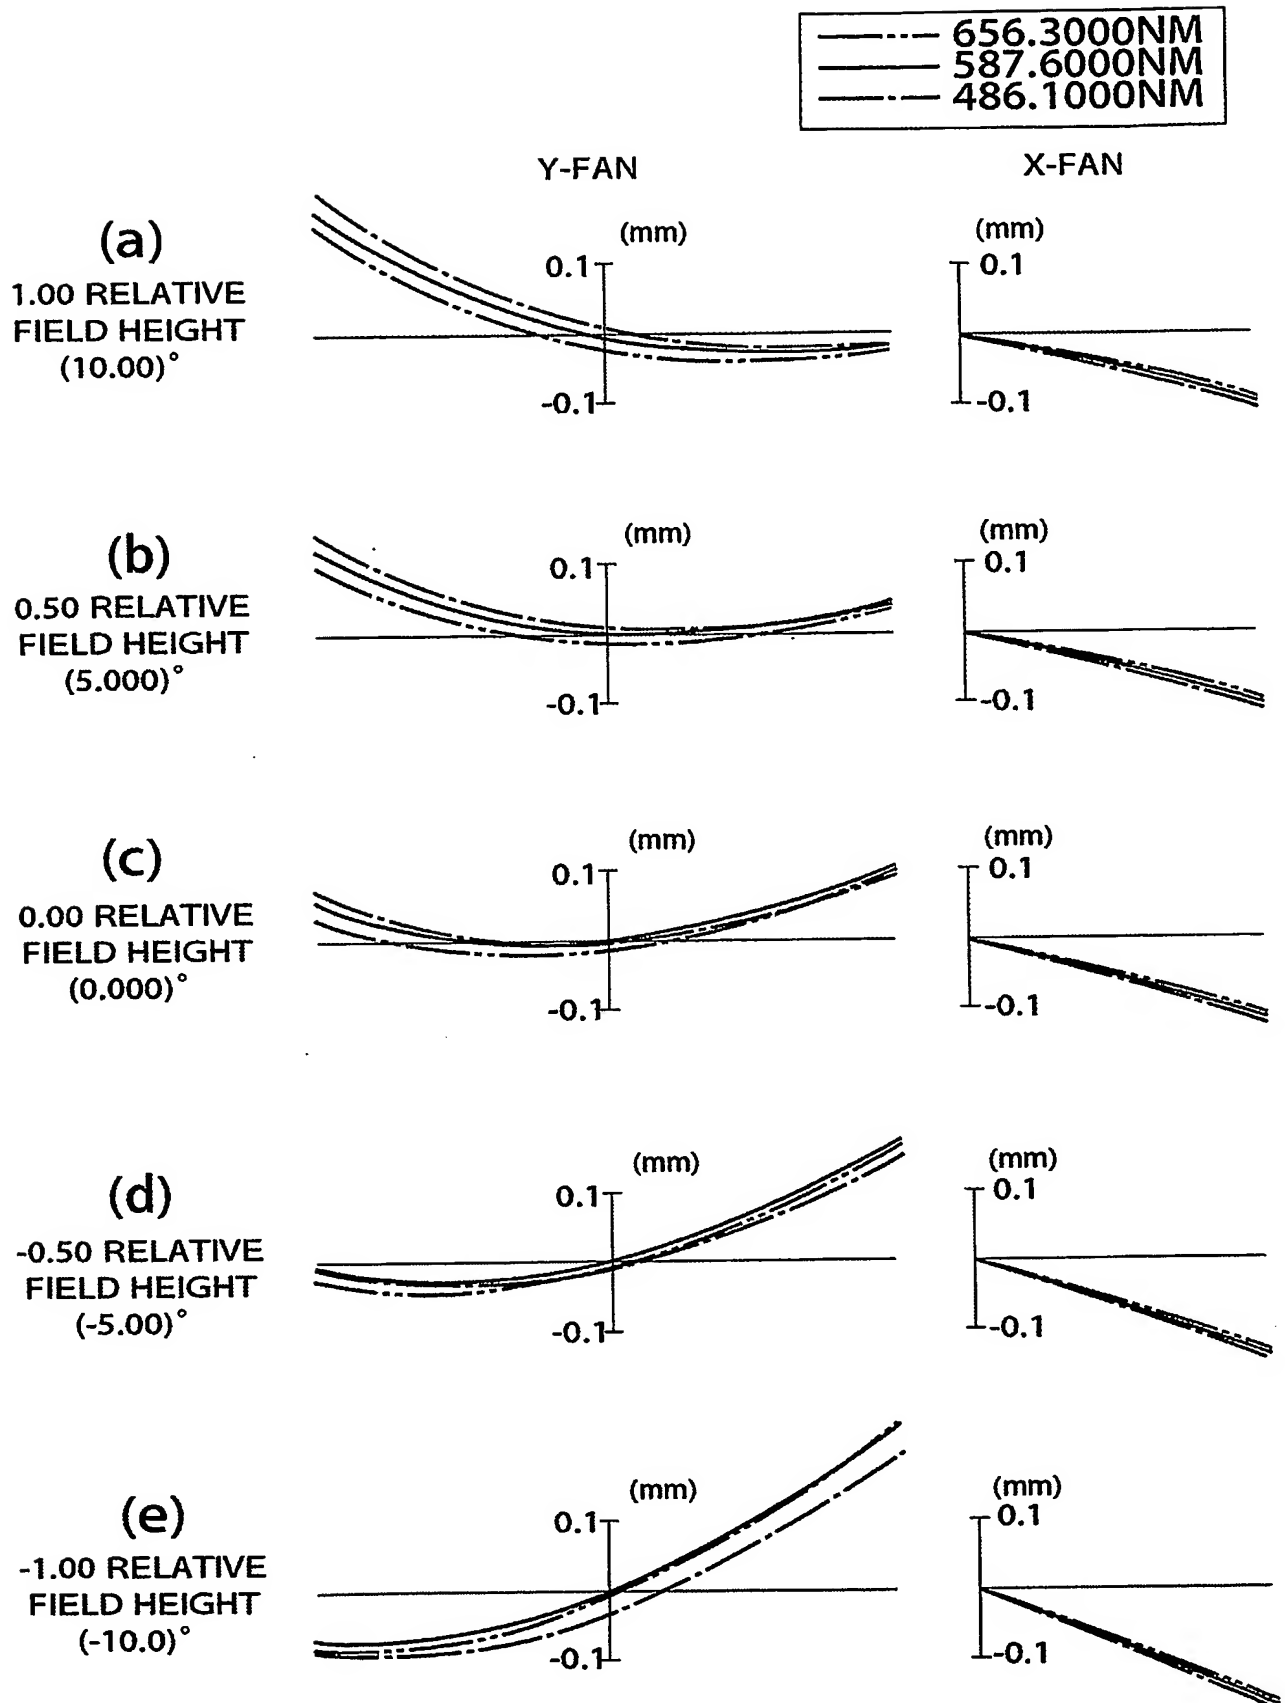 656.3000NM
587.6000NM
486.1000NM
Y-FAN
X-FAN
(a)
1.00 RELATIVE
FIELD HEIGHT
(10.00)°
(mm)
0.1
-0.1
(mm)
0.1
-0.1
(b)
0.50 RELATIVE
FIELD HEIGHT
(5.000)°
(mm)
0.1
-0.1
(mm)
0.1
-0.1
(c)
0.00 RELATIVE
FIELD HEIGHT
(0.000)°
(mm)
0.1
-0.1
(mm)
0.1
-0.1
(d)
-0.50 RELATIVE
FIELD HEIGHT
(-5.00)°
(mm)
0.1
-0.1
(mm)
0.1
-0.1
(e)
-1.00 RELATIVE
FIELD HEIGHT
(-10.0)°
(mm)
0.1
-0.1
(mm)
0.1
-0.1